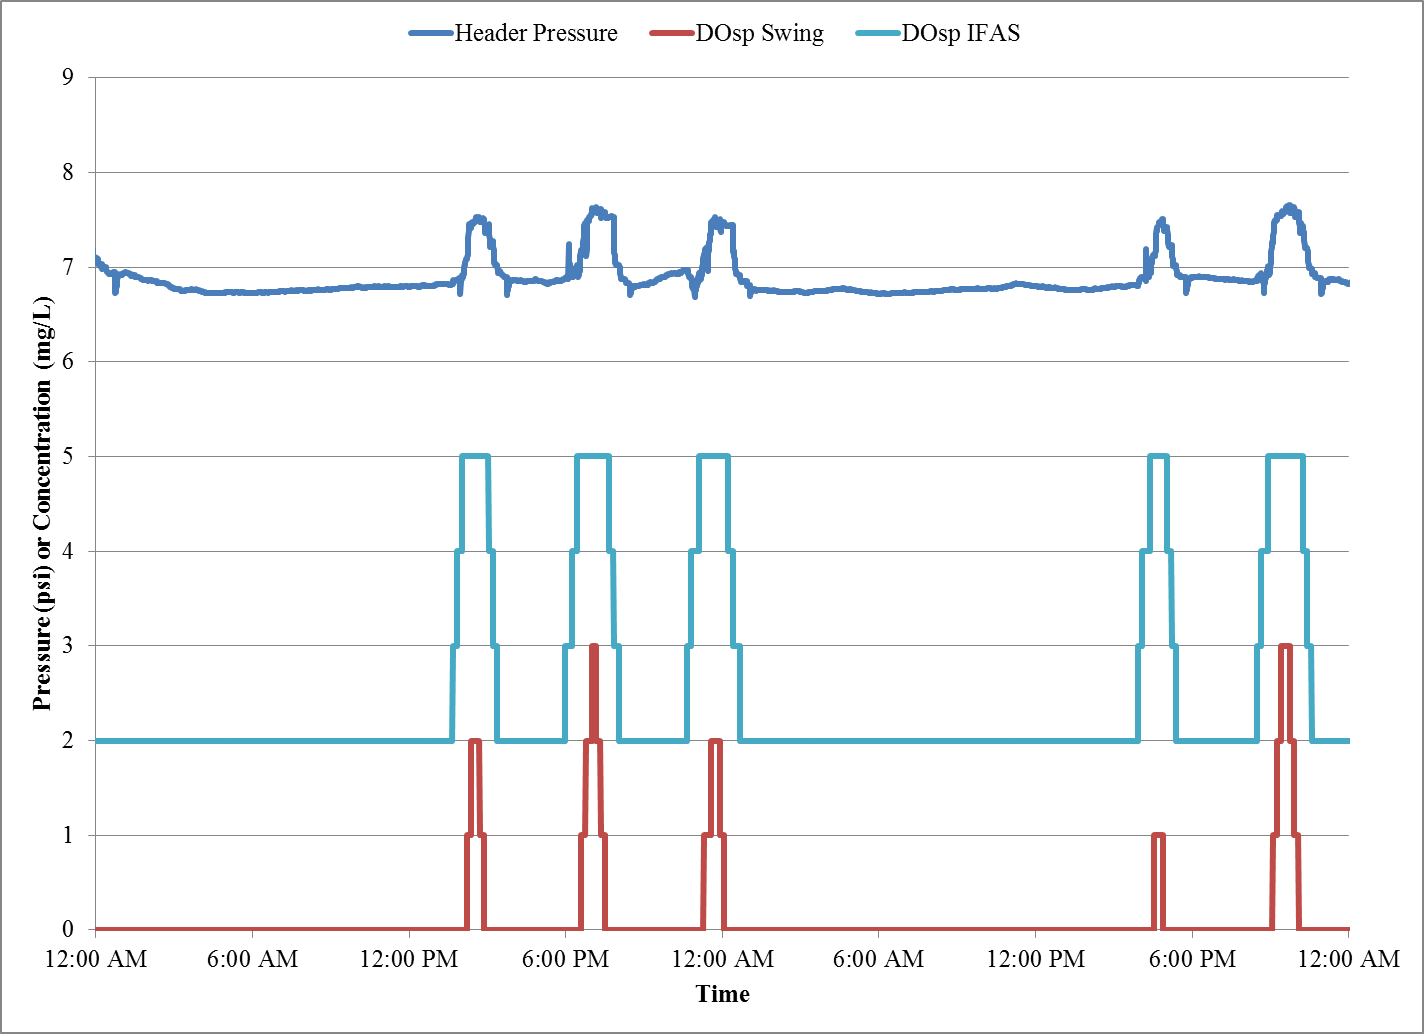 Header Pressure DOsp Swing DOsp IFAS
9
8
7
6
5
4
3
2
1
0
Pressure (psi) or Concentration (mg/L)
12:00 AM 6:00 AM 12:00 PM 6:00 PM 12:00 AM 6:00 AM 12:00 PM 6:00 PM 12:00 AM
Time